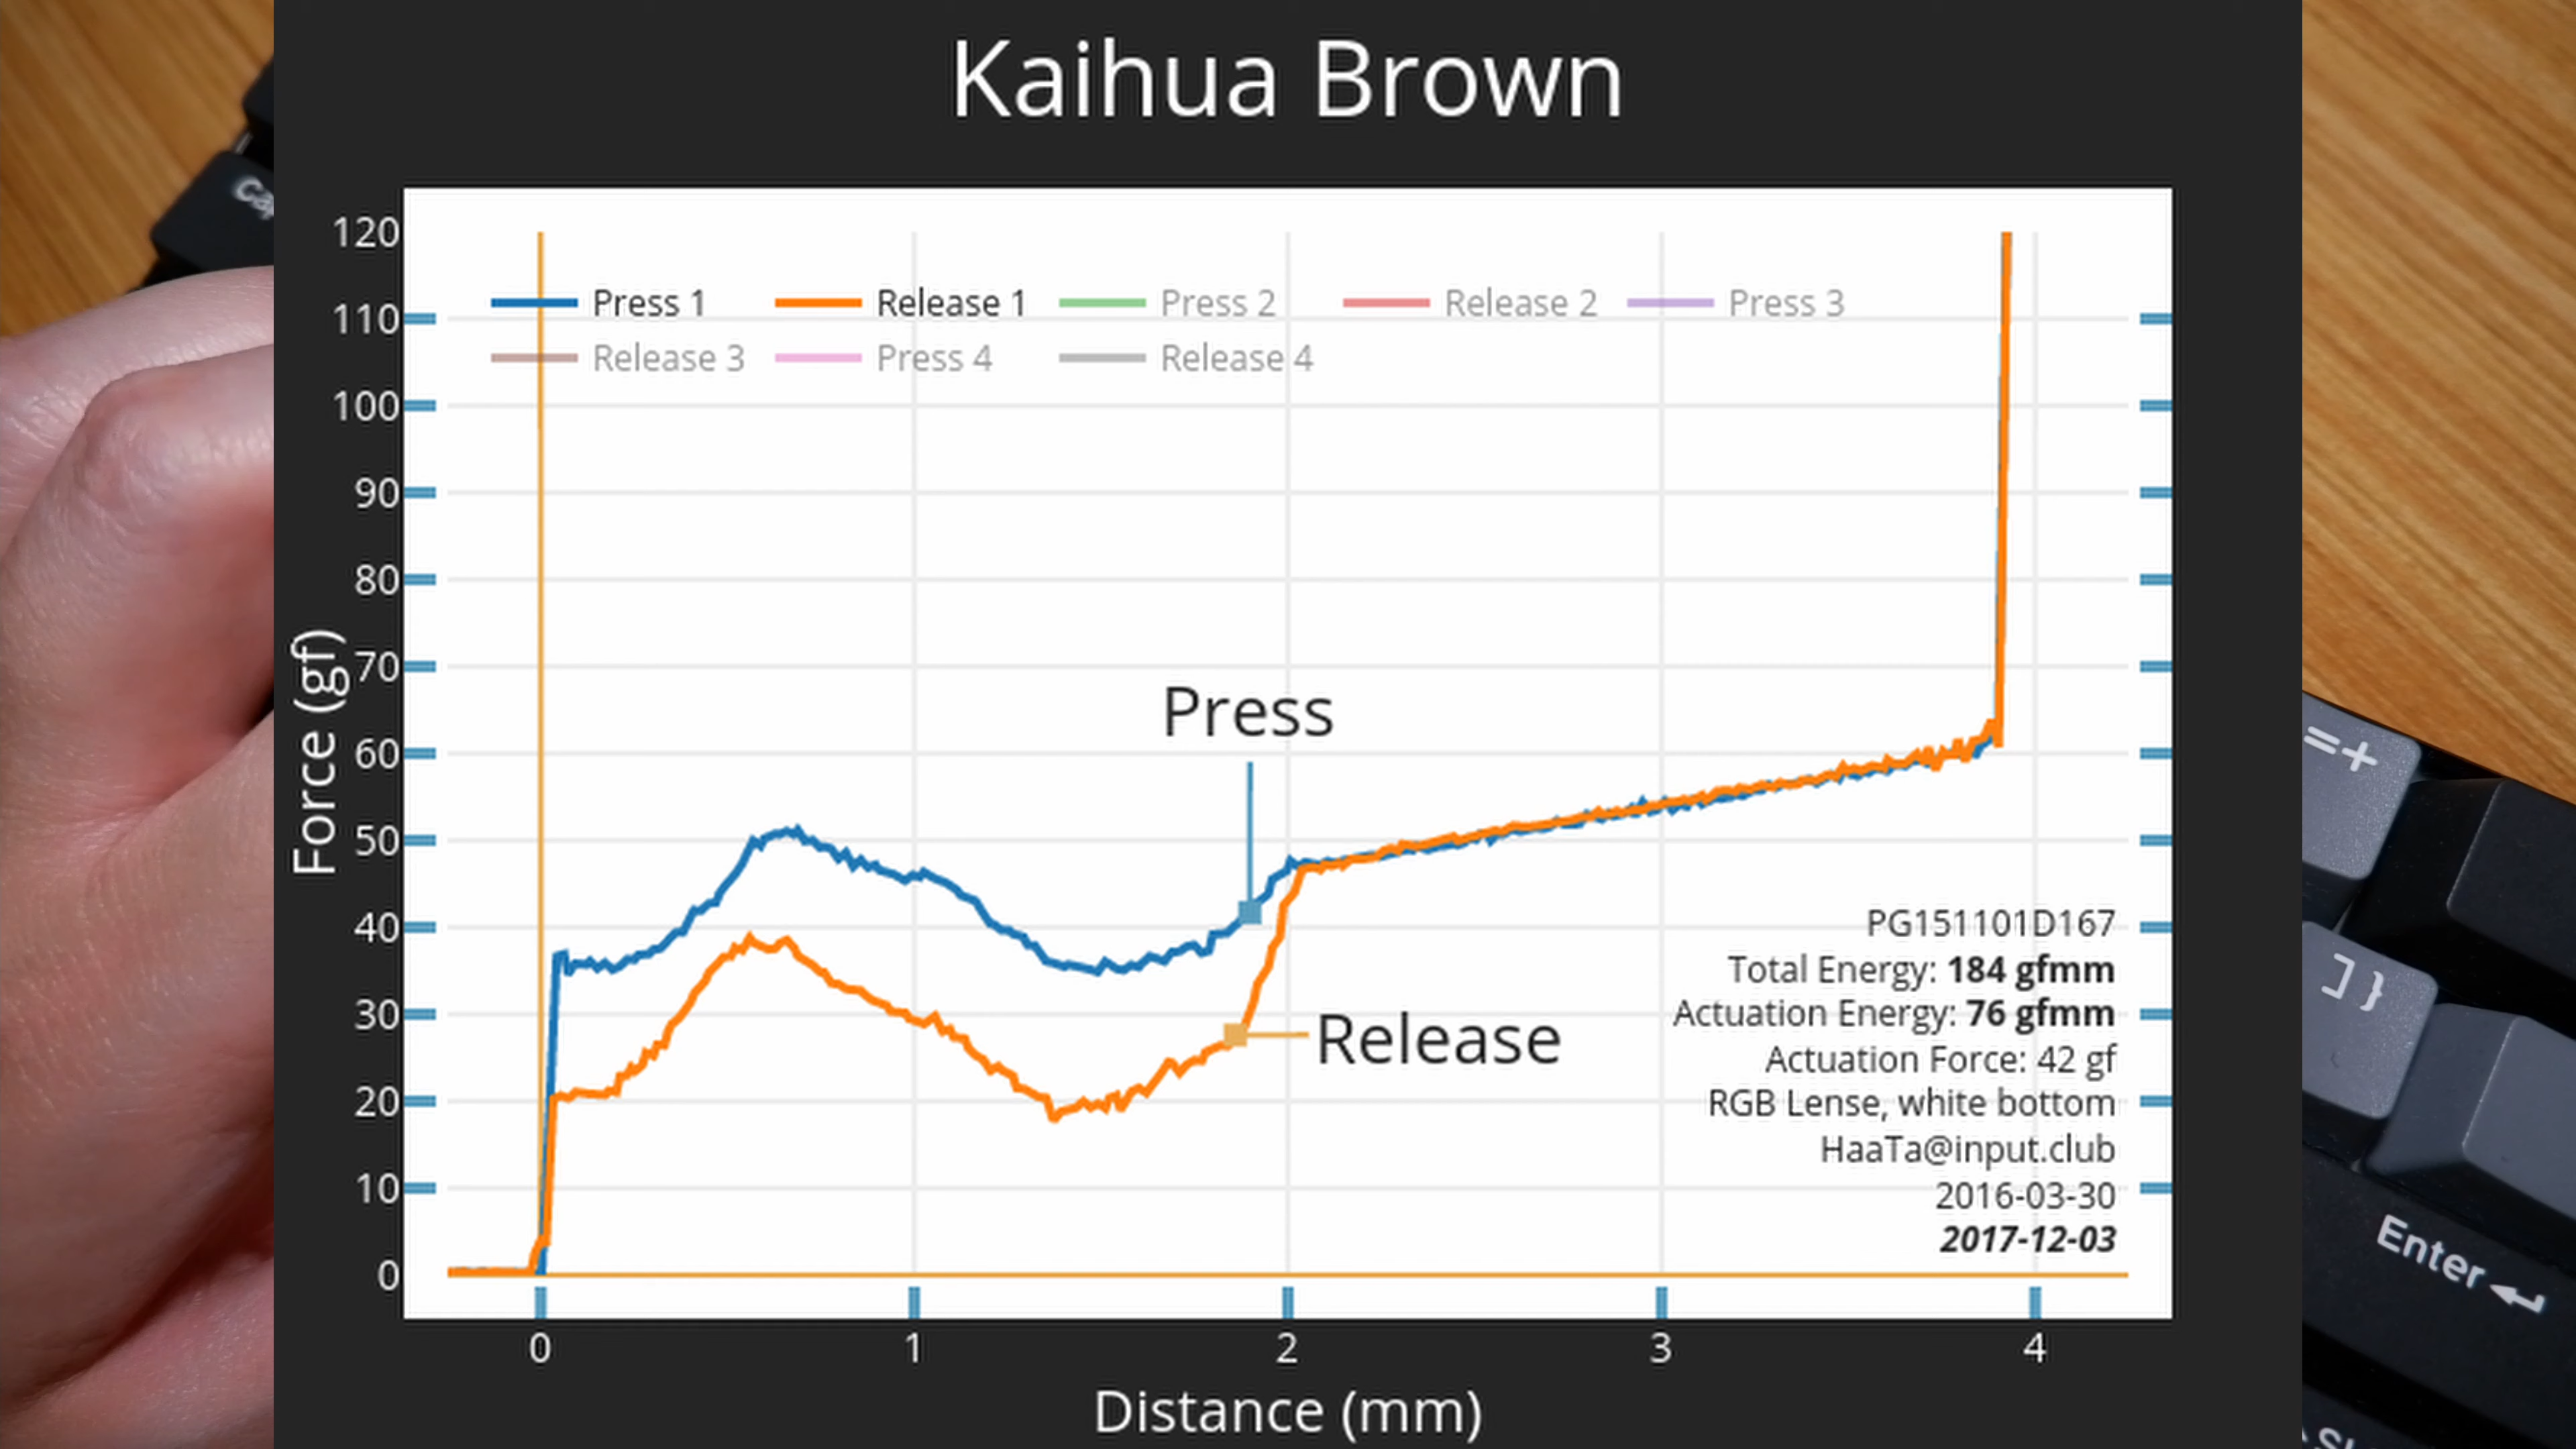 Kaihua Brown
Ca
120
110
100
90
80
70
60
50
40
30
20
10
0
Force (gf)
Press 1 Release 1 Press 2 Release 2 Press 3
Release 3 Press 4 Release 4
Press
Release
PG151101D167
Total Energy: 184 gfmm
Actuation Energy: 76 gfmm
Actuation Force: 42 gf
RGB Lense, white bottom
HaaTa@input.club
2016-03-30
2017-12-03
0 1 2 3 4
Distance (mm)
=+
]}
Enter